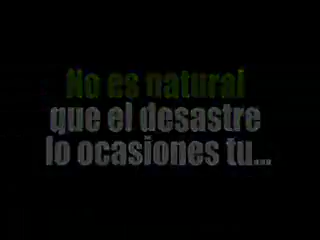 No es natural
que el desastre
lo ocasiones tu...